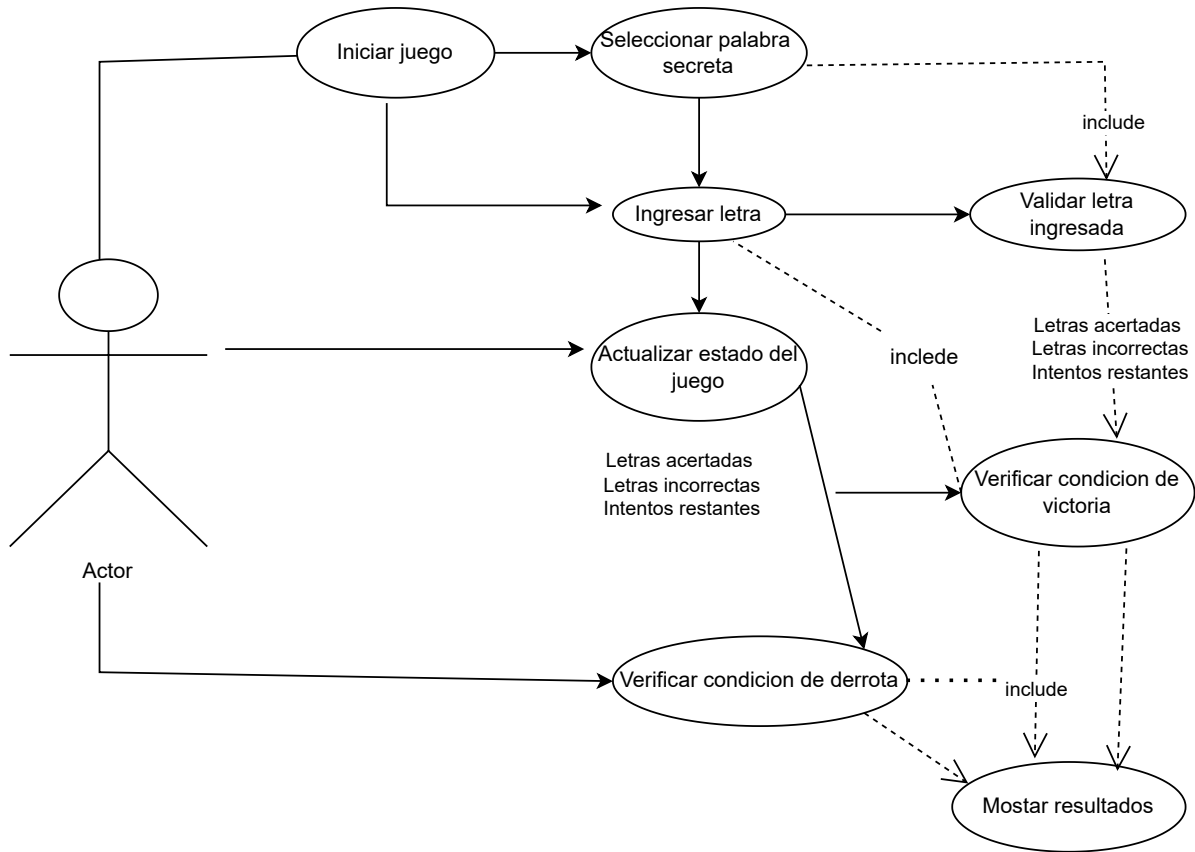 Iniciar juego
Seleccionar palabra
secreta
include
Ingresar letra
Validar letra
ingresada
Actualizar estado del
juego
inclede
Letras acertadas
Letras incorrectas
Intentos restantes
Letras acertadas
Letras incorrectas
Intentos restantes
Verificar condicion de
victoria
Actor
Verificar condicion de derrota
include
Mostar resultados